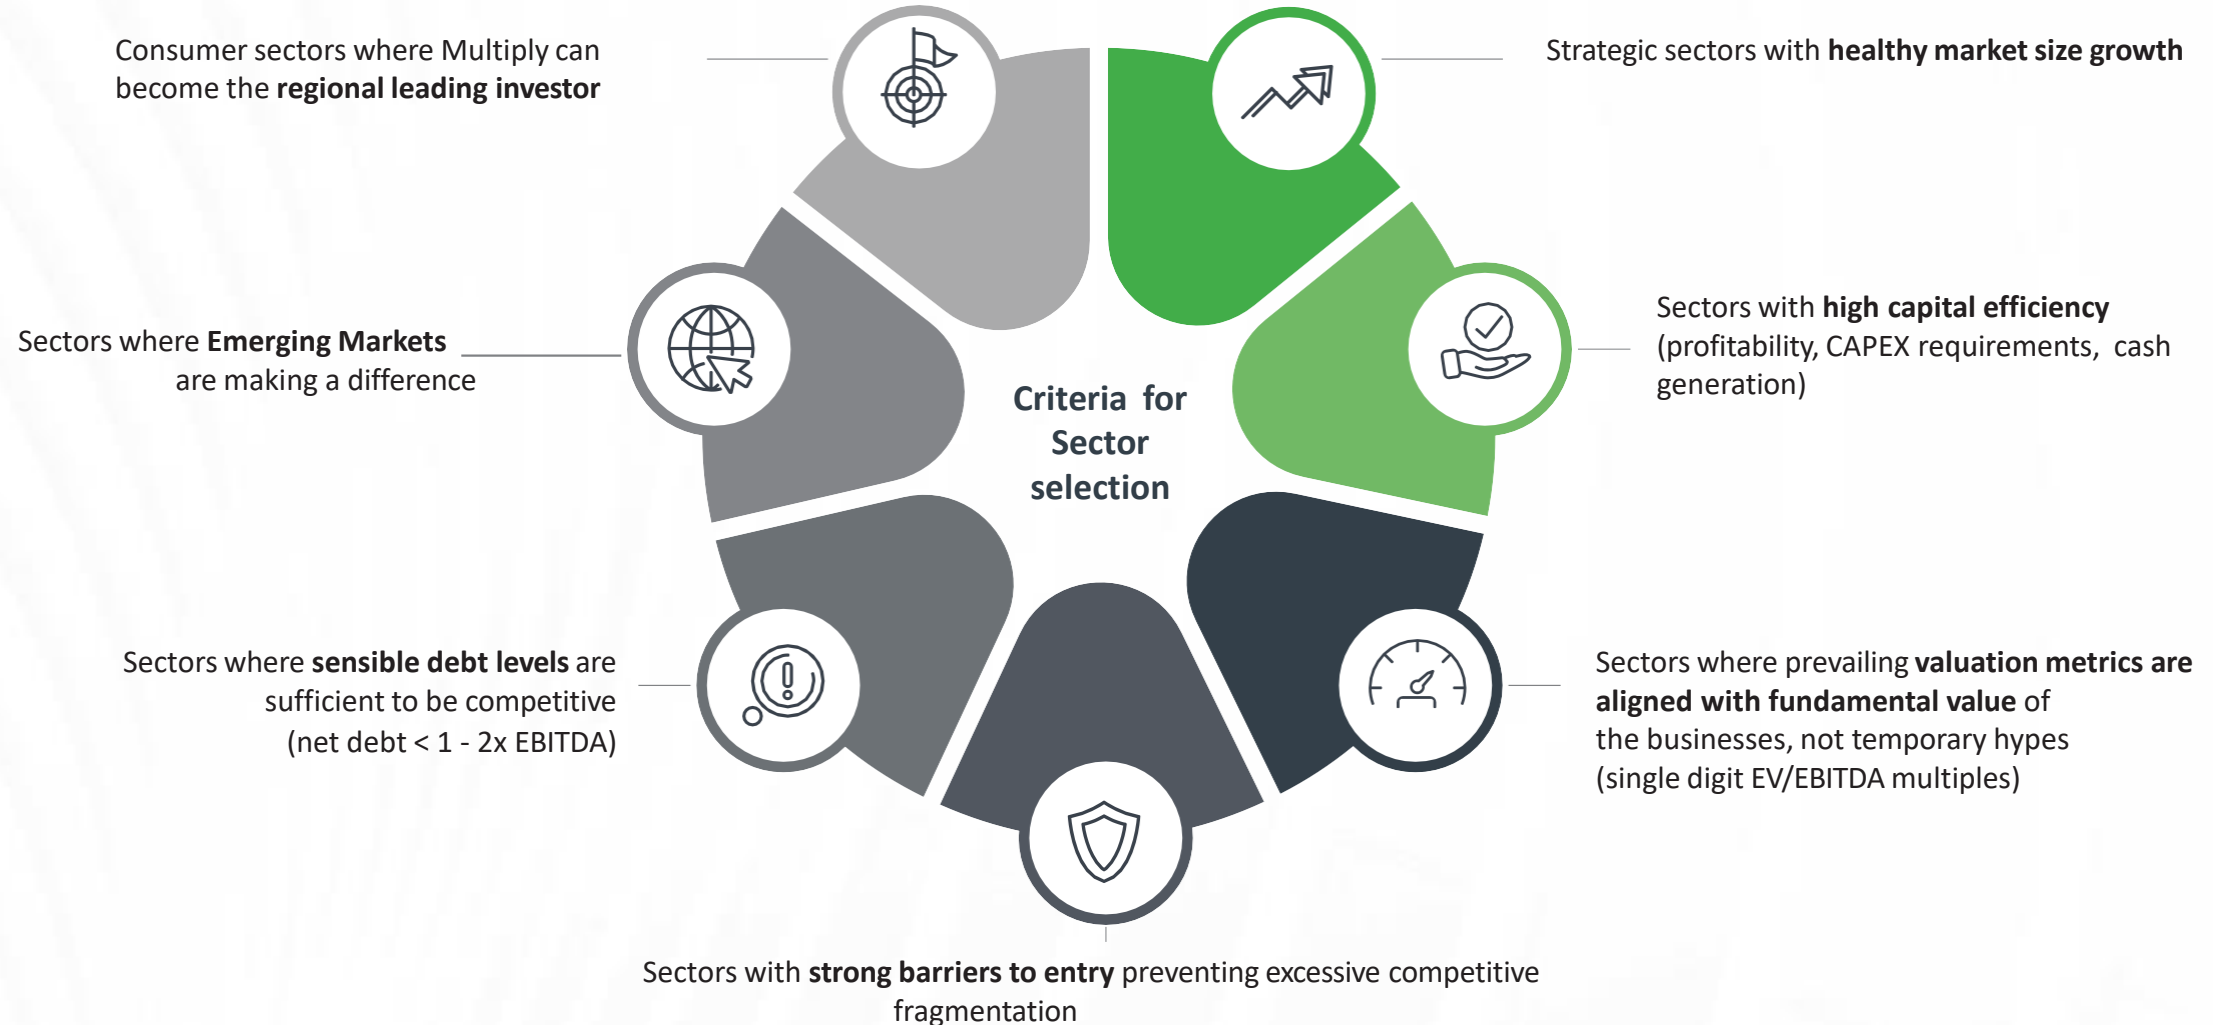 Consumer sectors where Multiply can
become the regional leading investor
Strategic sectors with healthy market size growth
Sectors where Emerging Markets
are making a difference
Sectors with high capital efficiency
(profitability, CAPEX requirements, cash
generation)
Criteria for
Sector
selection
Sectors where sensible debt levels are
sufficient to be competitive
(net debt < 1 - 2x EBITDA)
Sectors where prevailing valuation metrics are
aligned with fundamental value of
the businesses, not temporary hypes
(single digit EV/EBITDA multiples)
Sectors with strong barriers to entry preventing excessive competitive
fragmentation